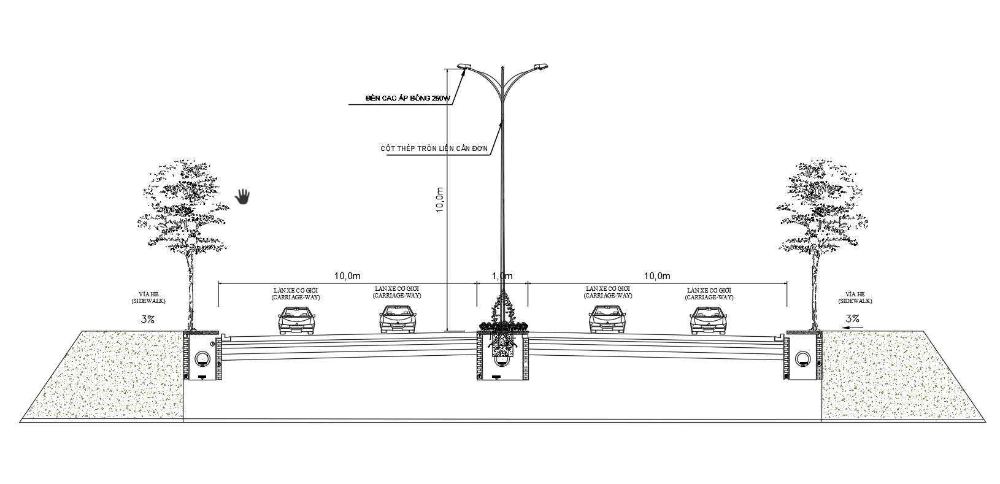 ĐÈN CAO ÁP BÓNG 250W
CỘT THÉP TRÒN LIỀN CẦN ĐƠN
10,0m
10,0m
1,0m
10,0m
LÀN XE CƠ GIỚI
(CARRIAGE-WAY)
LÀN XE CƠ GIỚI
(CARRIAGE-WAY)
LÀN XE CƠ GIỚI
(CARRIAGE-WAY)
LÀN XE CƠ GIỚI
(CARRIAGE-WAY)
VỈA HÈ
(SIDEWALK)
3%
VỈA HÈ
(SIDEWALK)
3%